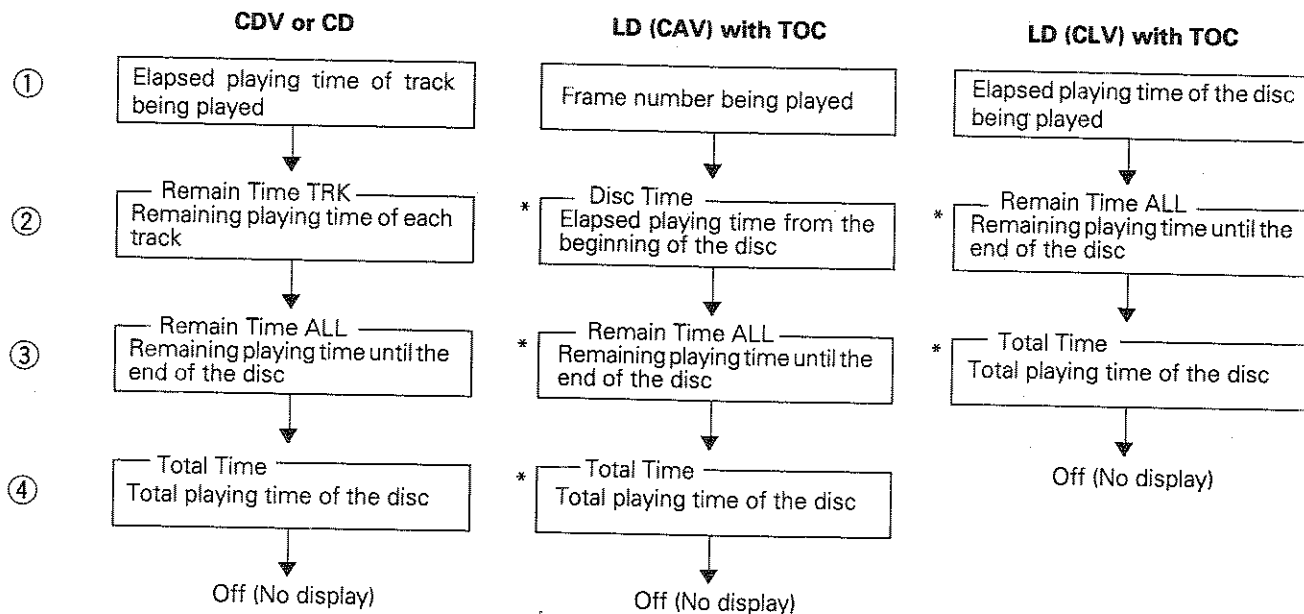 CDV or CD
LD (CAV) with TOC
LD (CLV) with TOC
①
Elapsed playing time of track
being played
Frame number being played
Elapsed playing time of the disc
being played
②
Remain Time TRK
Remaining playing time of each
track
*
Disc Time
Elapsed playing time from the
beginning of the disc
*
Remain Time ALL
Remaining playing time until the
end of the disc
③
Remain Time ALL
Remaining playing time until the
end of the disc
*
Remain Time ALL
Remaining playing time until the
end of the disc
*
Total Time
Total playing time of the disc
④
Total Time
Total playing time of the disc
*
Total Time
Total playing time of the disc
Off (No display)
Off (No display)
Off (No display)